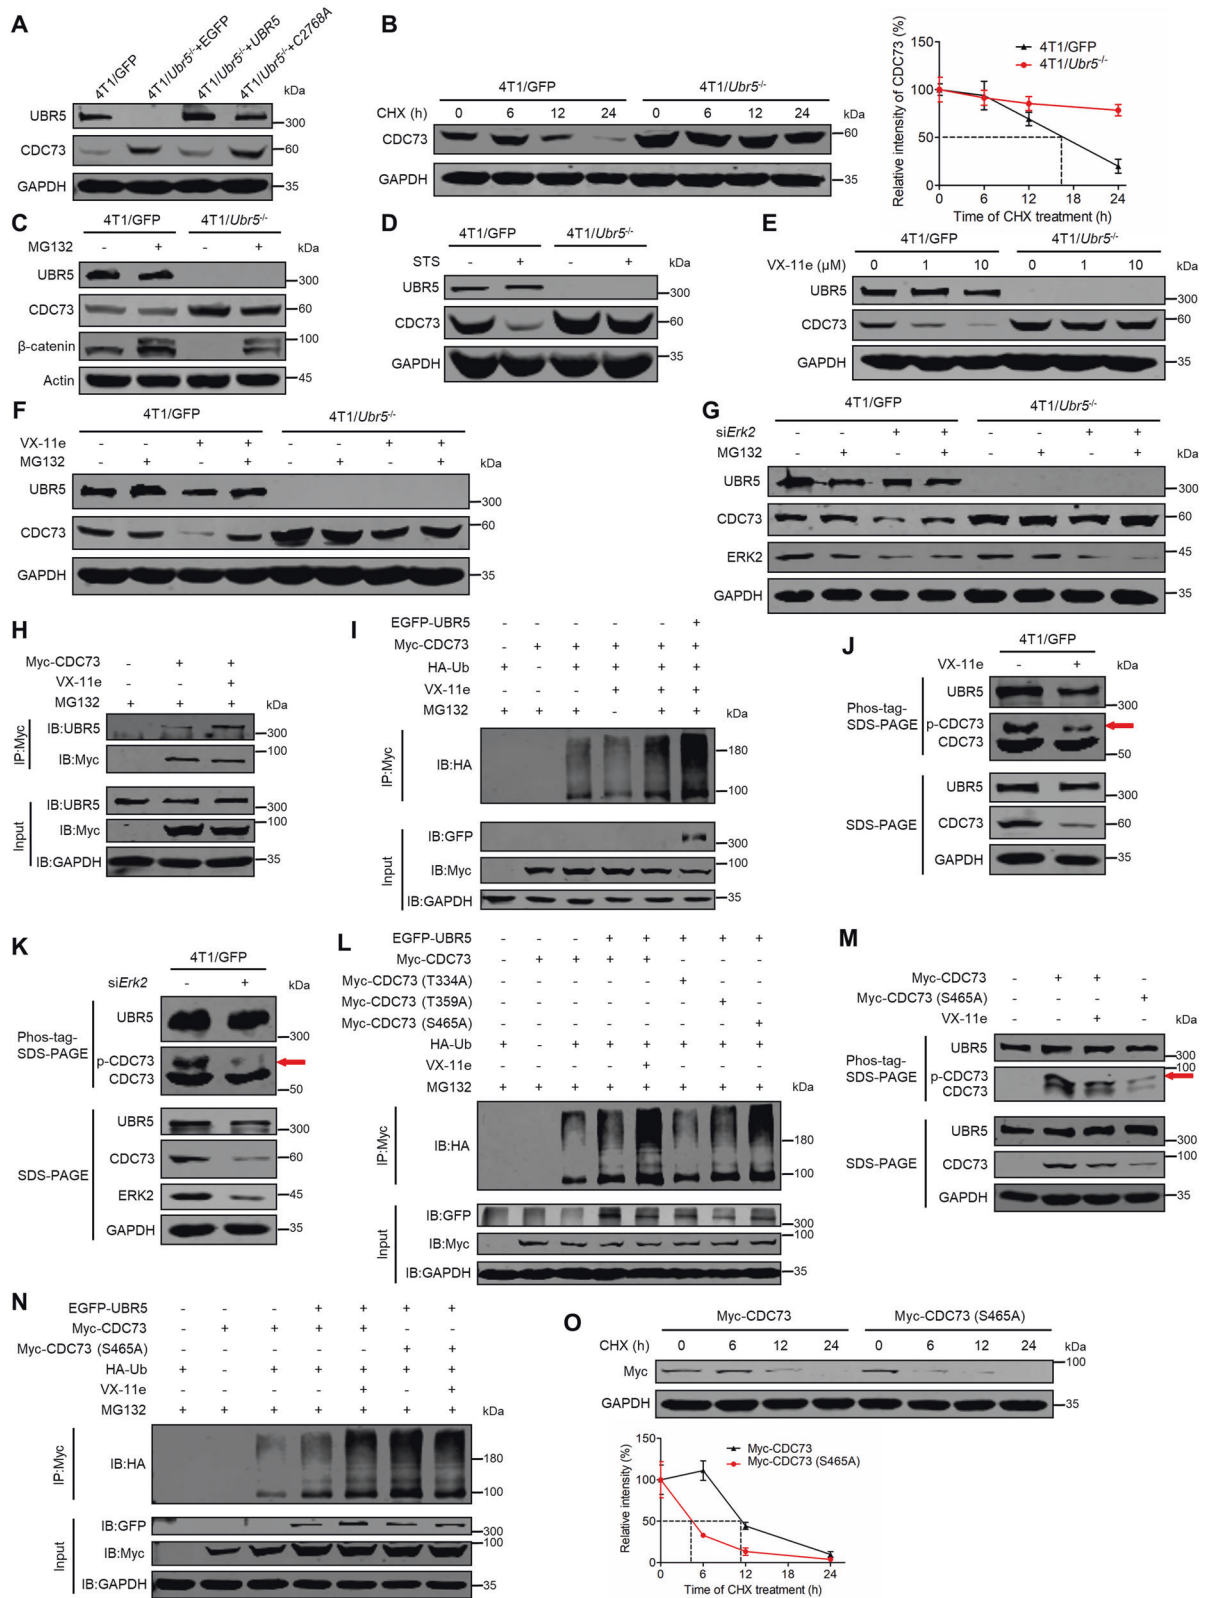 A
4T1/GFP
4T1/Ubr5-/-+EGFP
4T1/Ubr5-/-+UBR5
4T1/Ubr5-/-+C2768A
kDa
UBR5 300
CDC73 60
GAPDH 35
B
4T1/GFP 4T1/Ubr5-/-
CHX (h) 0 6 12 24 0 6 12 24 kDa
CDC73 60
GAPDH 35
4T1/GFP
4T1/Ubr5-/-
Relative intensity of CDC73 (%)
150
100
50
0
0 6 12 18 24
Time of CHX treatment (h)
C
4T1/GFP 4T1/Ubr5-/-
MG132 - + - + kDa
UBR5 300
CDC73 60
β-catenin 100
Actin 45
D
4T1/GFP 4T1/Ubr5-/-
STS - + - + kDa
UBR5 300
CDC73 60
GAPDH 35
E
4T1/GFP 4T1/Ubr5-/-
VX-11e (μM) 0 1 10 0 1 10 kDa
UBR5 300
CDC73 60
GAPDH 35
F
4T1/GFP 4T1/Ubr5-/-
VX-11e - - + + - - + +
MG132 - + - + - + - + kDa
UBR5 300
CDC73 60
GAPDH 35
G
4T1/GFP 4T1/Ubr5-/-
siErk2 - - + + - - + +
MG132 - + - + - + - + kDa
UBR5 300
CDC73 60
ERK2 45
GAPDH 35
H
Myc-CDC73 - + +
VX-11e - - +
MG132 + + + kDa
IP:Myc
IB:UBR5 300
IB:Myc 100
Input
IB:UBR5 300
IB:Myc 100
IB:GAPDH 35
I
EGFP-UBR5 - - - - - +
Myc-CDC73 - + + + + +
HA-Ub + - + + + +
VX-11e - - - + + +
MG132 + + + - + + kDa
IP:Myc
IB:HA 180
100
Input
IB:GFP 300
IB:Myc 100
IB:GAPDH 35
J
4T1/GFP
VX-11e - + kDa
Phos-tag-
SDS-PAGE
UBR5 300
p-CDC73
CDC73 50
SDS-PAGE
UBR5 300
CDC73 60
GAPDH 35
K
4T1/GFP
siErk2 - + kDa
Phos-tag-
SDS-PAGE
UBR5 300
p-CDC73
CDC73 50
SDS-PAGE
UBR5 300
CDC73 60
ERK2 45
GAPDH 35
L
EGFP-UBR5 - - - + + + + +
Myc-CDC73 - + + + + - - -
Myc-CDC73 (T334A) - - - - - + - -
Myc-CDC73 (T359A) - - - - - - + -
Myc-CDC73 (S465A) - - - - - - - +
HA-Ub + - + + + + + +
VX-11e - - - - + - - -
MG132 + + + + + + + + kDa
IP:Myc
IB:HA 180
100
Input
IB:GFP 300
IB:Myc 100
IB:GAPDH 35
M
Myc-CDC73 - + + -
Myc-CDC73 (S465A) - - - +
VX-11e - - + - kDa
Phos-tag-
SDS-PAGE
UBR5 300
100
p-CDC73
CDC73
SDS-PAGE
UBR5 300
CDC73 100
GAPDH 35
N
EGFP-UBR5 - - - + + + +
Myc-CDC73 - + + + + - -
Myc-CDC73 (S465A) - - - - - + +
HA-Ub + - + + + + +
VX-11e - - - - + - +
MG132 + + + + + + + kDa
IP:Myc
IB:HA 180
100
Input
IB:GFP 300
IB:Myc 100
IB:GAPDH 35
O
Myc-CDC73 Myc-CDC73 (S465A)
CHX (h) 0 6 12 24 0 6 12 24 kDa
Myc 100
GAPDH 35
Myc-CDC73
Myc-CDC73 (S465A)
Relative intensity (%)
150
100
50
0
0 6 12 18 24
Time of CHX treatment (h)